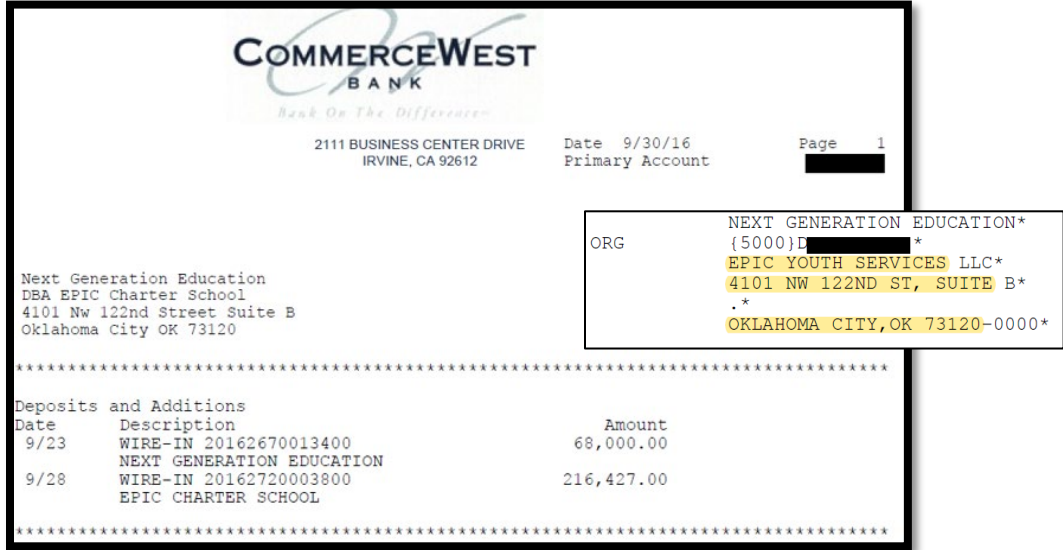 COMMERCEWEST
BANK
Bank On The Difference
2111 BUSINESS CENTER DRIVE
IRVINE, CA 92612
Date 9/30/16 Page 1
Primary Account
NEXT GENERATION EDUCATION*
ORG {5000}D *
EPIC YOUTH SERVICES LLC*
4101 NW 122ND ST, SUITE B*
.*
OKLAHOMA CITY,OK 73120-0000*
Next Generation Education
DBA EPIC Charter School
4101 Nw 122nd Street Suite B
Oklahoma City OK 73120
***********************************************************************************
Deposits and Additions
Date Description Amount
9/23 WIRE-IN 20162670013400 68,000.00
NEXT GENERATION EDUCATION
9/28 WIRE-IN 20162720003800 216,427.00
EPIC CHARTER SCHOOL
***********************************************************************************